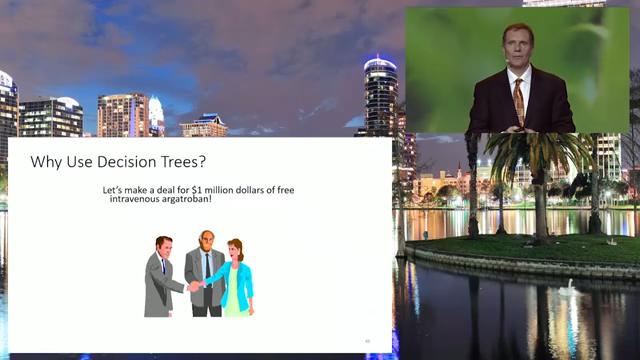 Why Use Decision Trees?
Let's make a deal for $1 million dollars of free
intravenous argatroban!